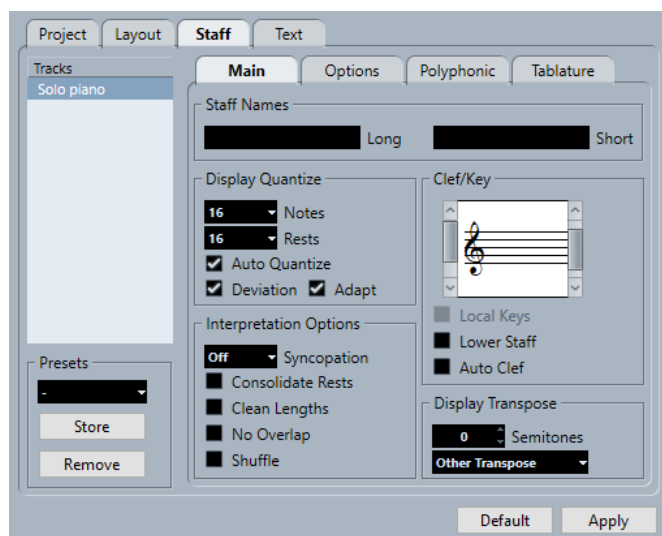 Project Layout Staff Text
Tracks
Solo piano
Main Options Polyphonic Tablature
Staff Names
Long Short
Display Quantize
16 Notes
16 Rests
Auto Quantize
Deviation Adapt
Clef/Key
Local Keys
Lower Staff
Auto Clef
Interpretation Options
Off Syncopation
Consolidate Rests
Clean Lengths
No Overlap
Shuffle
Display Transpose
0 Semitones
Other Transpose
Presets
-
Store
Remove
Default Apply